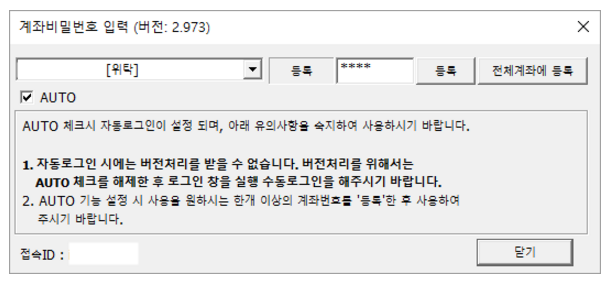 계좌비밀번호 입력 (버전: 2.973)
[위탁] 등록 **** 등록 전체계좌에 등록
AUTO
AUTO 체크시 자동로그인이 설정 되며, 아래 유의사항을 숙지하여 사용하시기 바랍니다.
1. 자동로그인 시에는 버전처리를 받을 수 없습니다. 버전처리를 위해서는
AUTO 체크를 해제한 후 로그인 창을 실행 수동로그인을 해주시기 바랍니다.
2. AUTO 기능 설정 시 사용을 원하시는 한개 이상의 계좌번호를 '등록'한 후 사용하여
주시기 바랍니다.
접속ID : 닫기